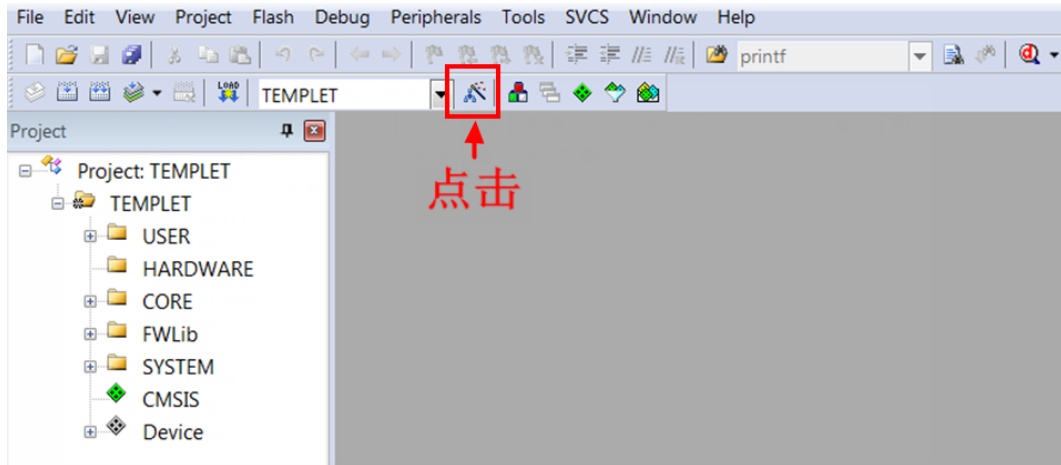 File Edit View Project Flash Debug Peripherals Tools SVCS Window Help
printf
LOAD TEMPLET
Project
Project: TEMPLET
点击
TEMPLET
USER
HARDWARE
CORE
FWLib
SYSTEM
CMSIS
Device